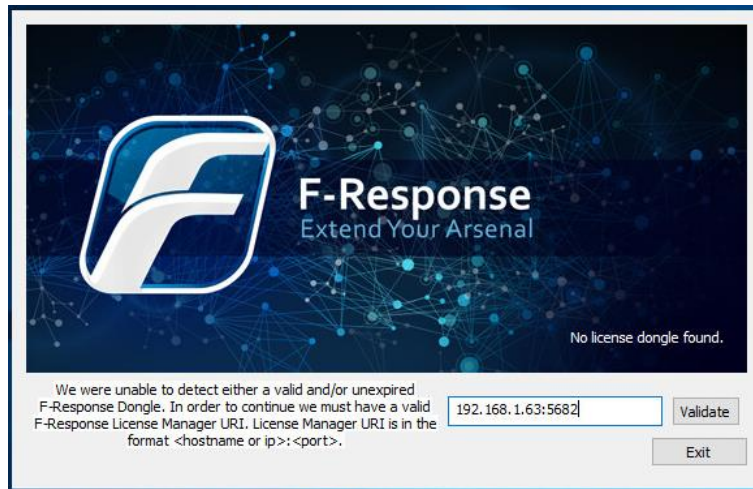 F-Response
Extend Your Arsenal
No license dongle found.
We were unable to detect either a valid and/or unexpired
F-Response Dongle. In order to continue we must have a valid
F-Response License Manager URI. License Manager URI is in the
format <hostname or ip>:<port>.
192.168.1.63:5682
Validate
Exit